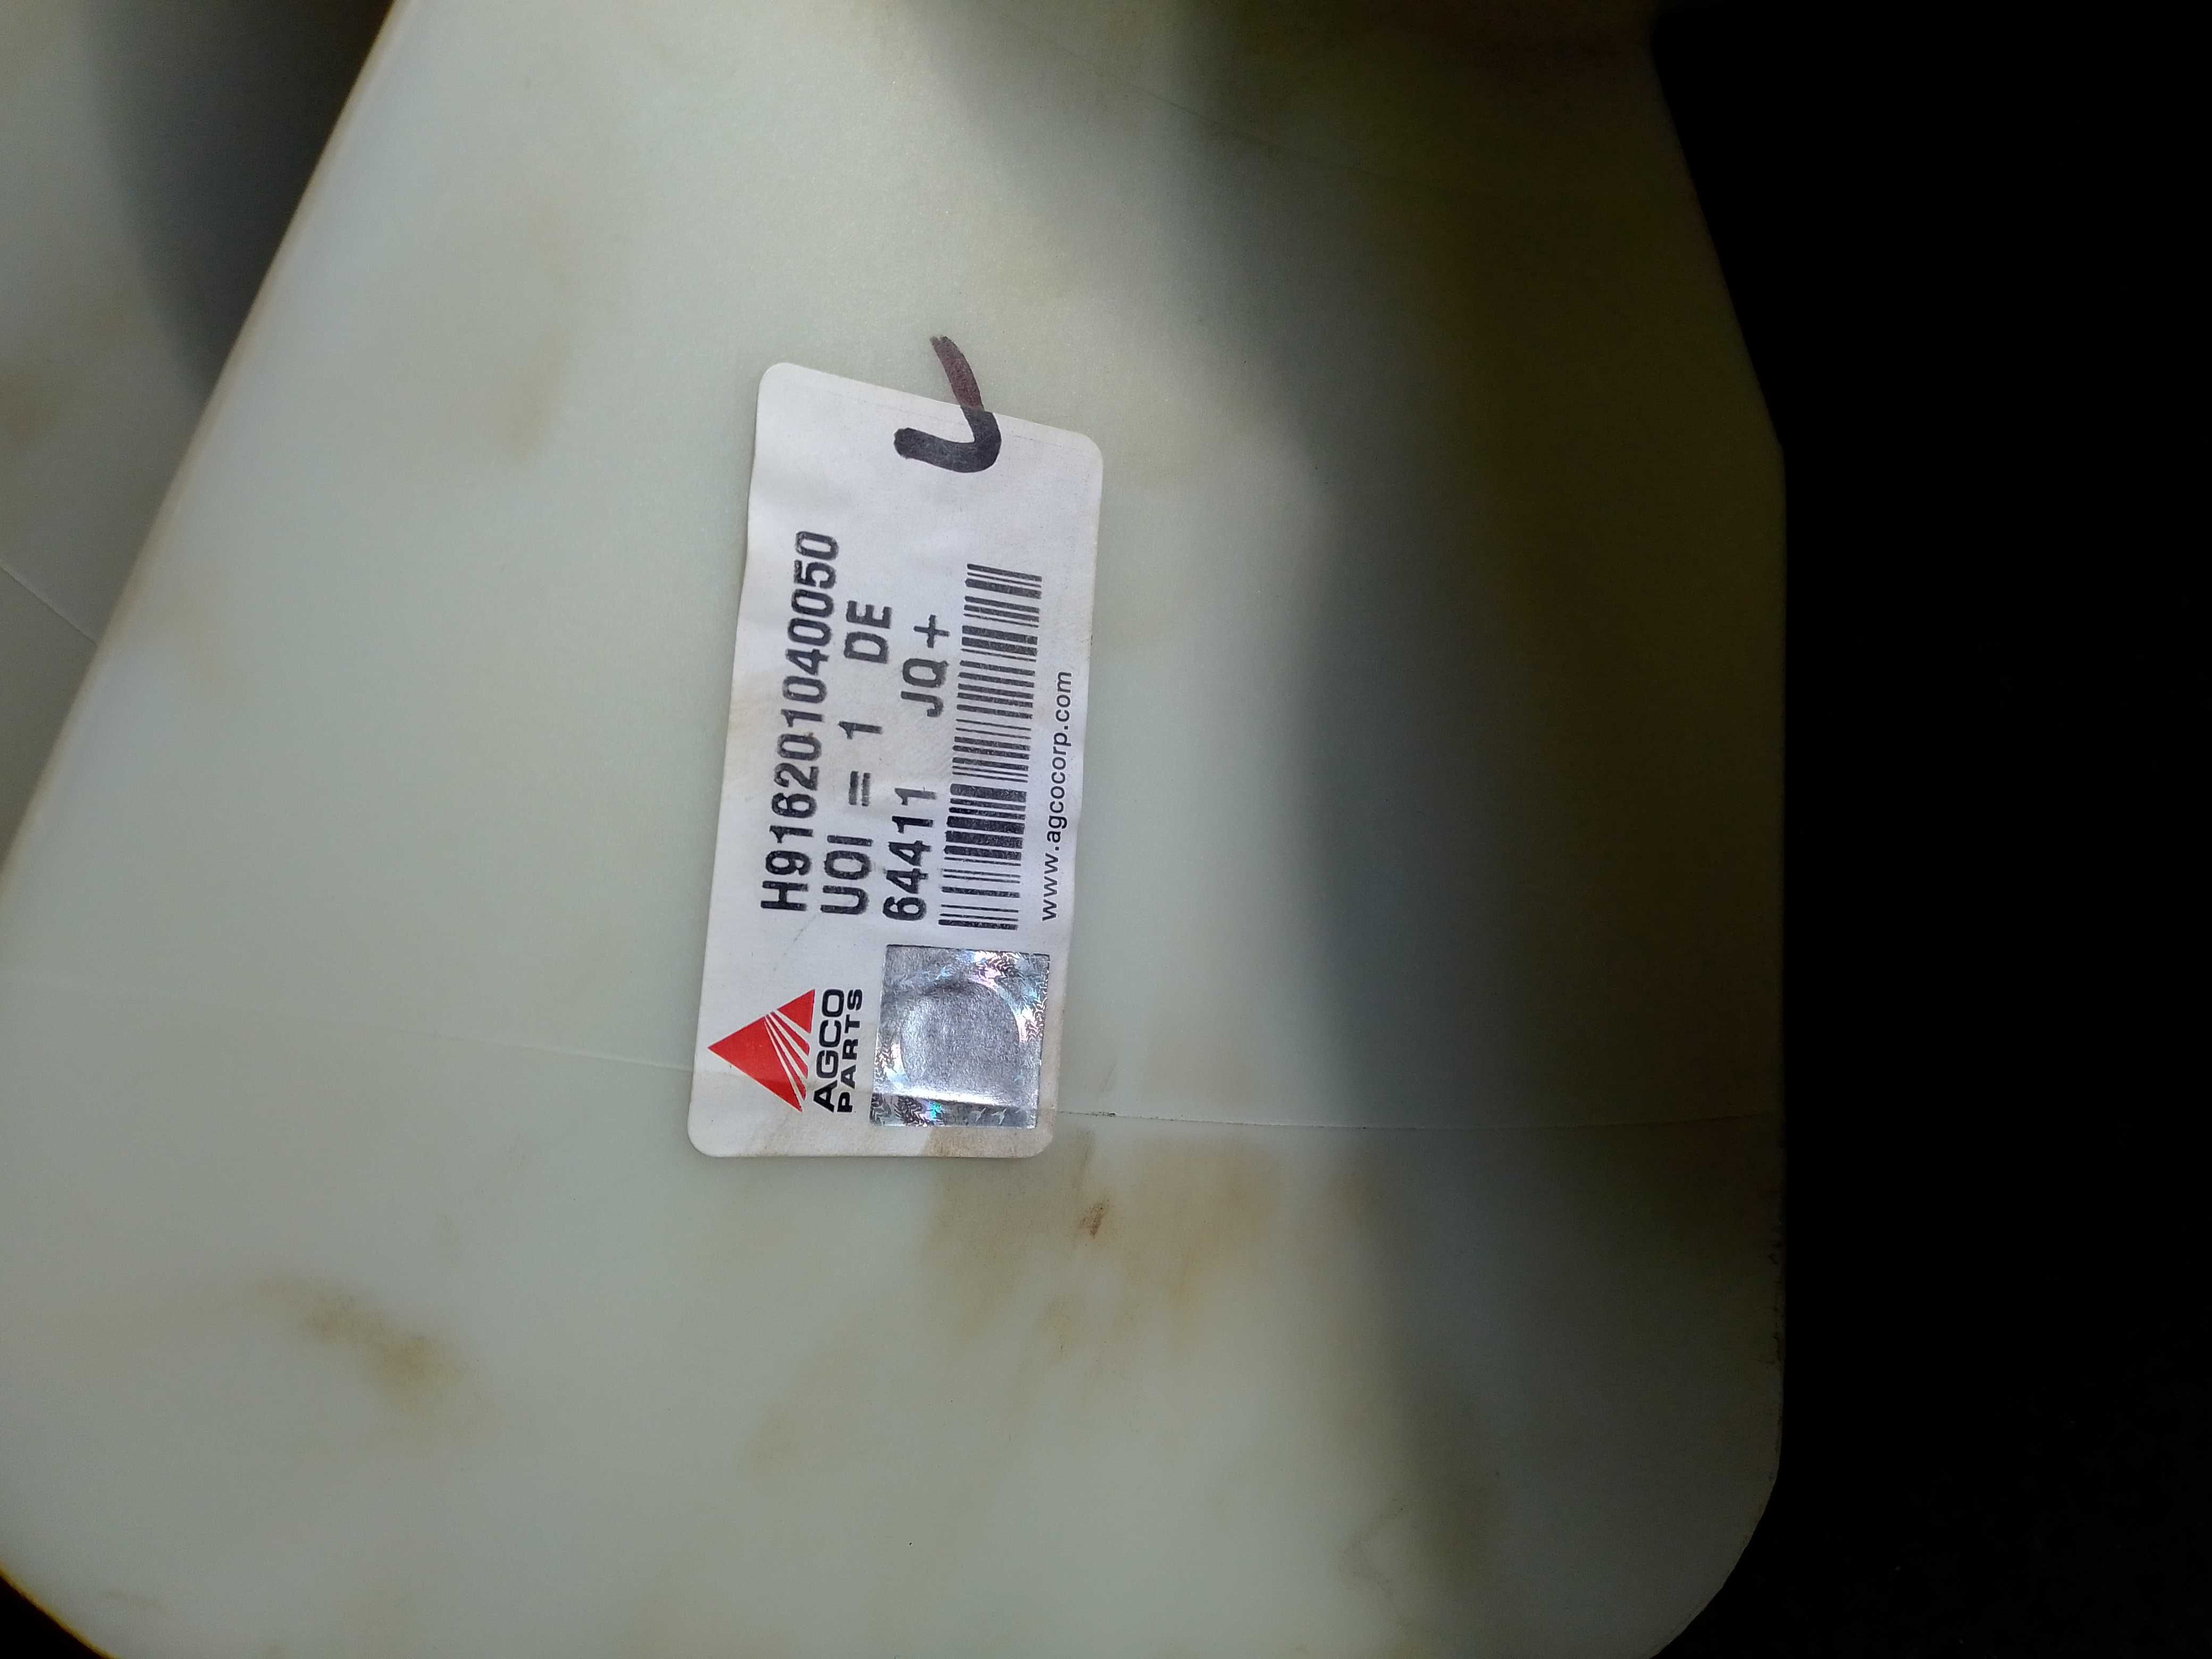 AGCO
PARTS
H916201040050
UOI = 1 DE
64411 JQ+
www.agcocorp.com